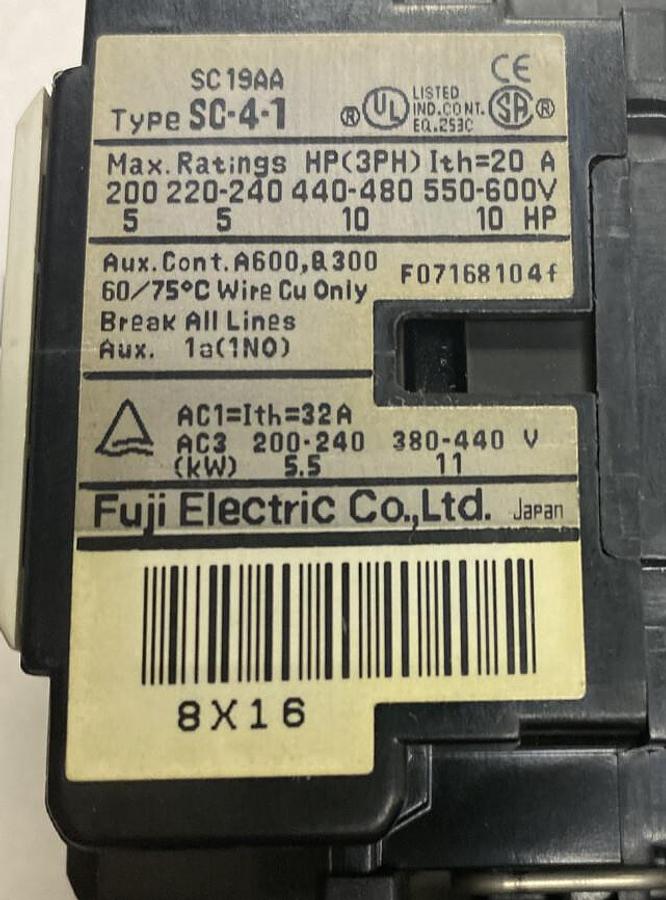 SC19AA
CE
Type SC-4-1
® UL LISTED
IND.CONT.
EQ.253C
SA ®
Max. Ratings HP(3PH) Ith=20 A
200 220-240 440-480 550-600V
5 5 10 10 HP
Aux.Cont.A600,Q300
F07168104f
60/75°C Wire Cu Only
Break All Lines
Aux. 1a(1NO)
AC1=Ith=32A
AC3 200-240 380-440 V
(kW) 5.5 11
Fuji Electric Co.,Ltd. Japan
8X16